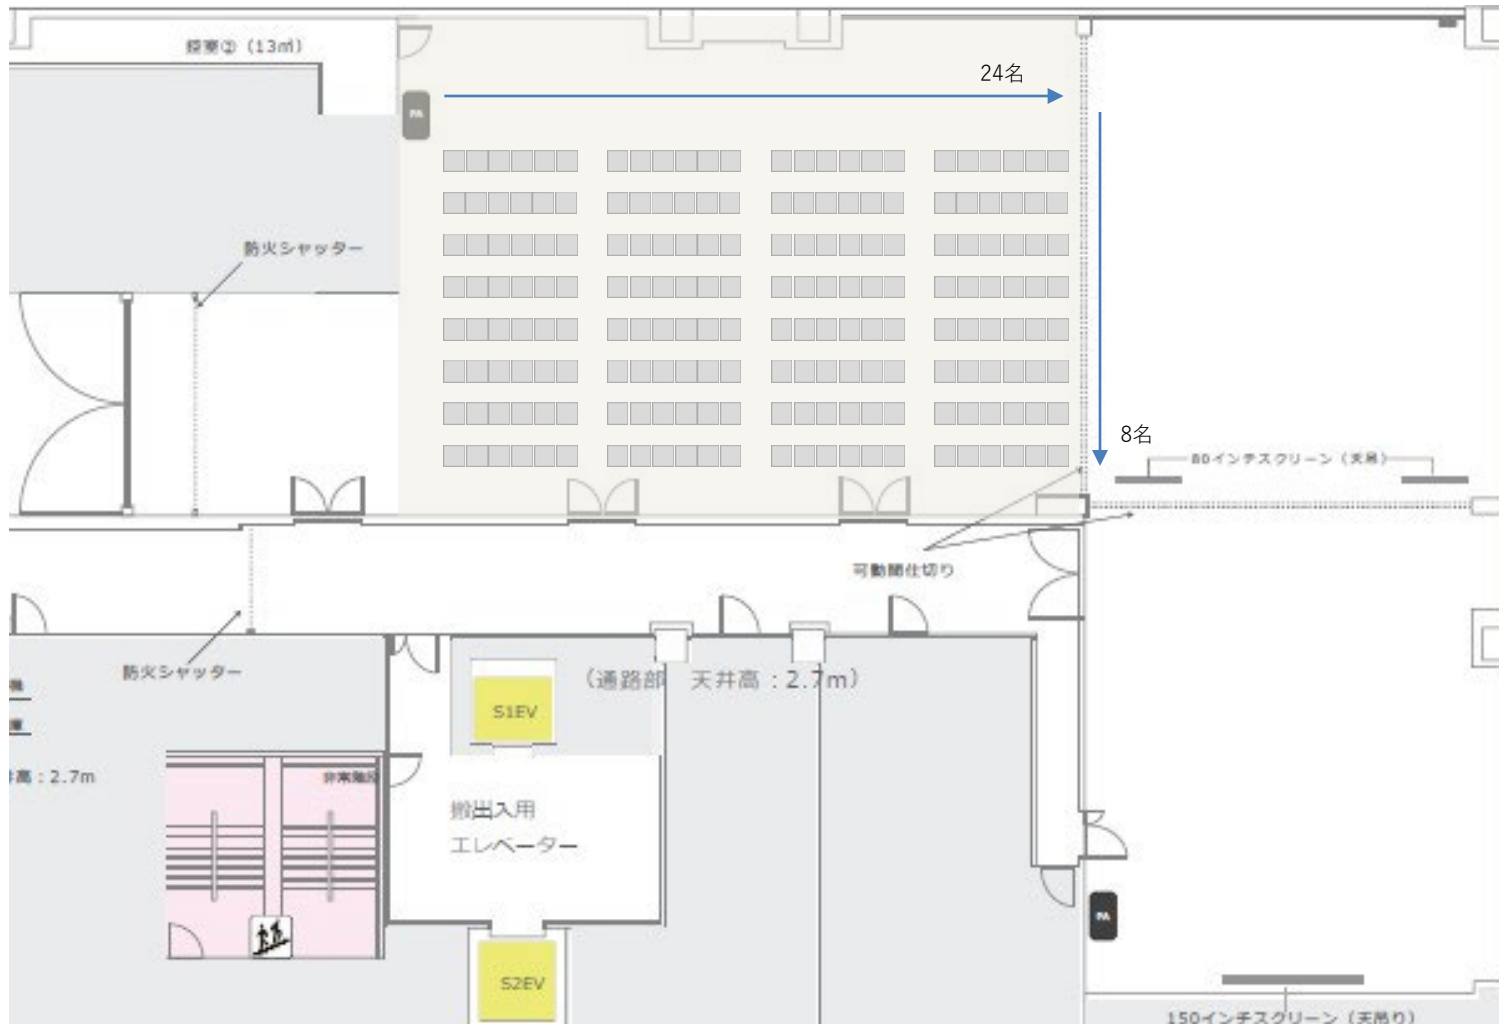 煙室②（13㎡）
24名
PA
防火シャッター
8名
80インチスクリーン（天吊）
可動間仕切り
防火シャッター
（通路部　天井高：2.7m）
S1EV
高：2.7m
非常階段
搬出入用
エレベーター
PA
S2EV
150インチスクリーン（天吊り）